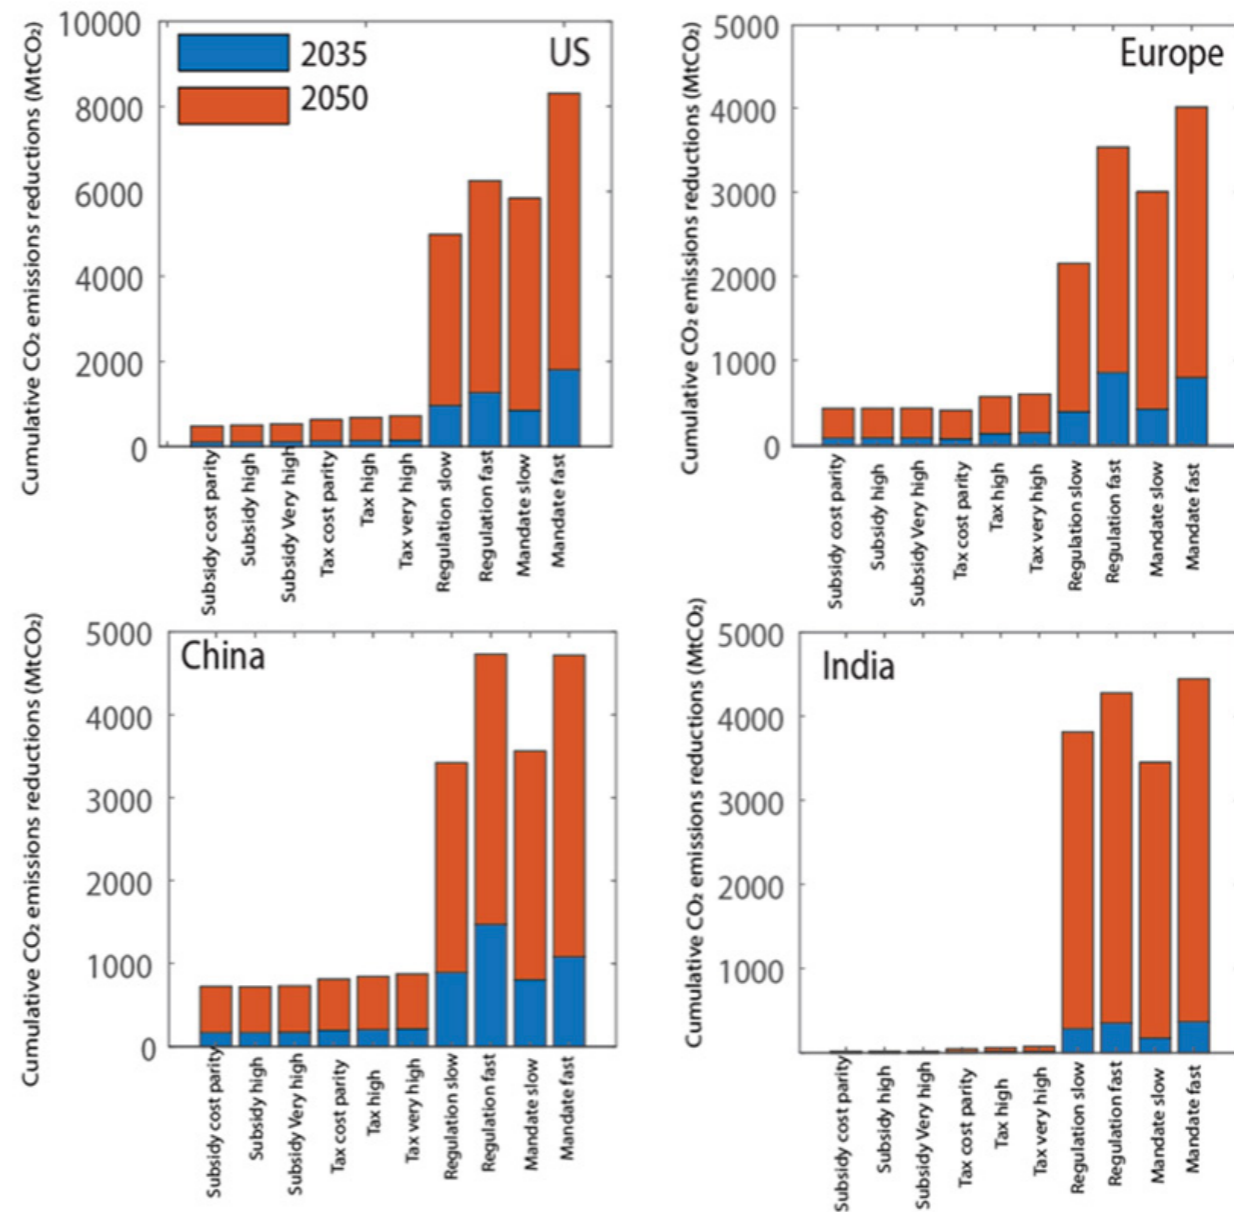 Cumulative CO₂ emissions reductions (MtCO₂)
10000
8000
6000
4000
2000
0
2035
2050
US
Subsidy cost parity
Subsidy high
Subsidy Very high
Tax cost parity
Tax high
Tax very high
Regulation slow
Regulation fast
Mandate slow
Mandate fast
Cumulative CO₂ emissions reductions (MtCO₂)
5000
4000
3000
2000
1000
0
Europe
Subsidy cost parity
Subsidy high
Subsidy Very high
Tax cost parity
Tax high
Tax very high
Regulation slow
Regulation fast
Mandate slow
Mandate fast
Cumulative CO₂ emissions reductions (MtCO₂)
5000
4000
3000
2000
1000
0
China
Subsidy cost parity
Subsidy high
Subsidy Very high
Tax cost parity
Tax high
Tax very high
Regulation slow
Regulation fast
Mandate slow
Mandate fast
Cumulative CO₂ emissions reductions (MtCO₂)
5000
4000
3000
2000
1000
India
Subsidy cost parity
Subsidy high
Subsidy Very high
Tax cost parity
Tax high
Tax very high
Regulation slow
Regulation fast
Mandate slow
Mandate fast